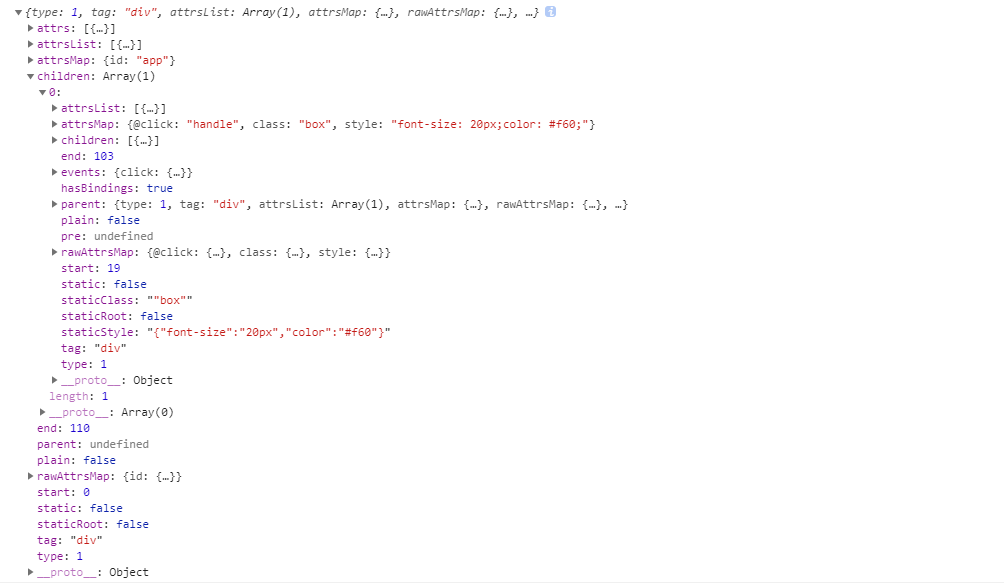 {type: 1, tag: "div", attrsList: Array(1), attrsMap: {…}, rawAttrsMap: {…}, …} i
attrs: [{…}]
attrsList: [{…}]
attrsMap: {id: "app"}
children: Array(1)
0:
attrsList: [{…}]
attrsMap: {@click: "handle", class: "box", style: "font-size: 20px;color: #f60;"}
children: [{…}]
end: 103
events: {click: {…}}
hasBindings: true
parent: {type: 1, tag: "div", attrsList: Array(1), attrsMap: {…}, rawAttrsMap: {…}, …}
plain: false
pre: undefined
rawAttrsMap: {@click: {…}, class: {…}, style: {…}}
start: 19
static: false
staticClass: ""box""
staticRoot: false
staticStyle: "{"font-size":"20px","color":"#f60"}"
tag: "div"
type: 1
__proto__: Object
length: 1
__proto__: Array(0)
end: 110
parent: undefined
plain: false
rawAttrsMap: {id: {…}}
start: 0
static: false
staticRoot: false
tag: "div"
type: 1
__proto__: Object